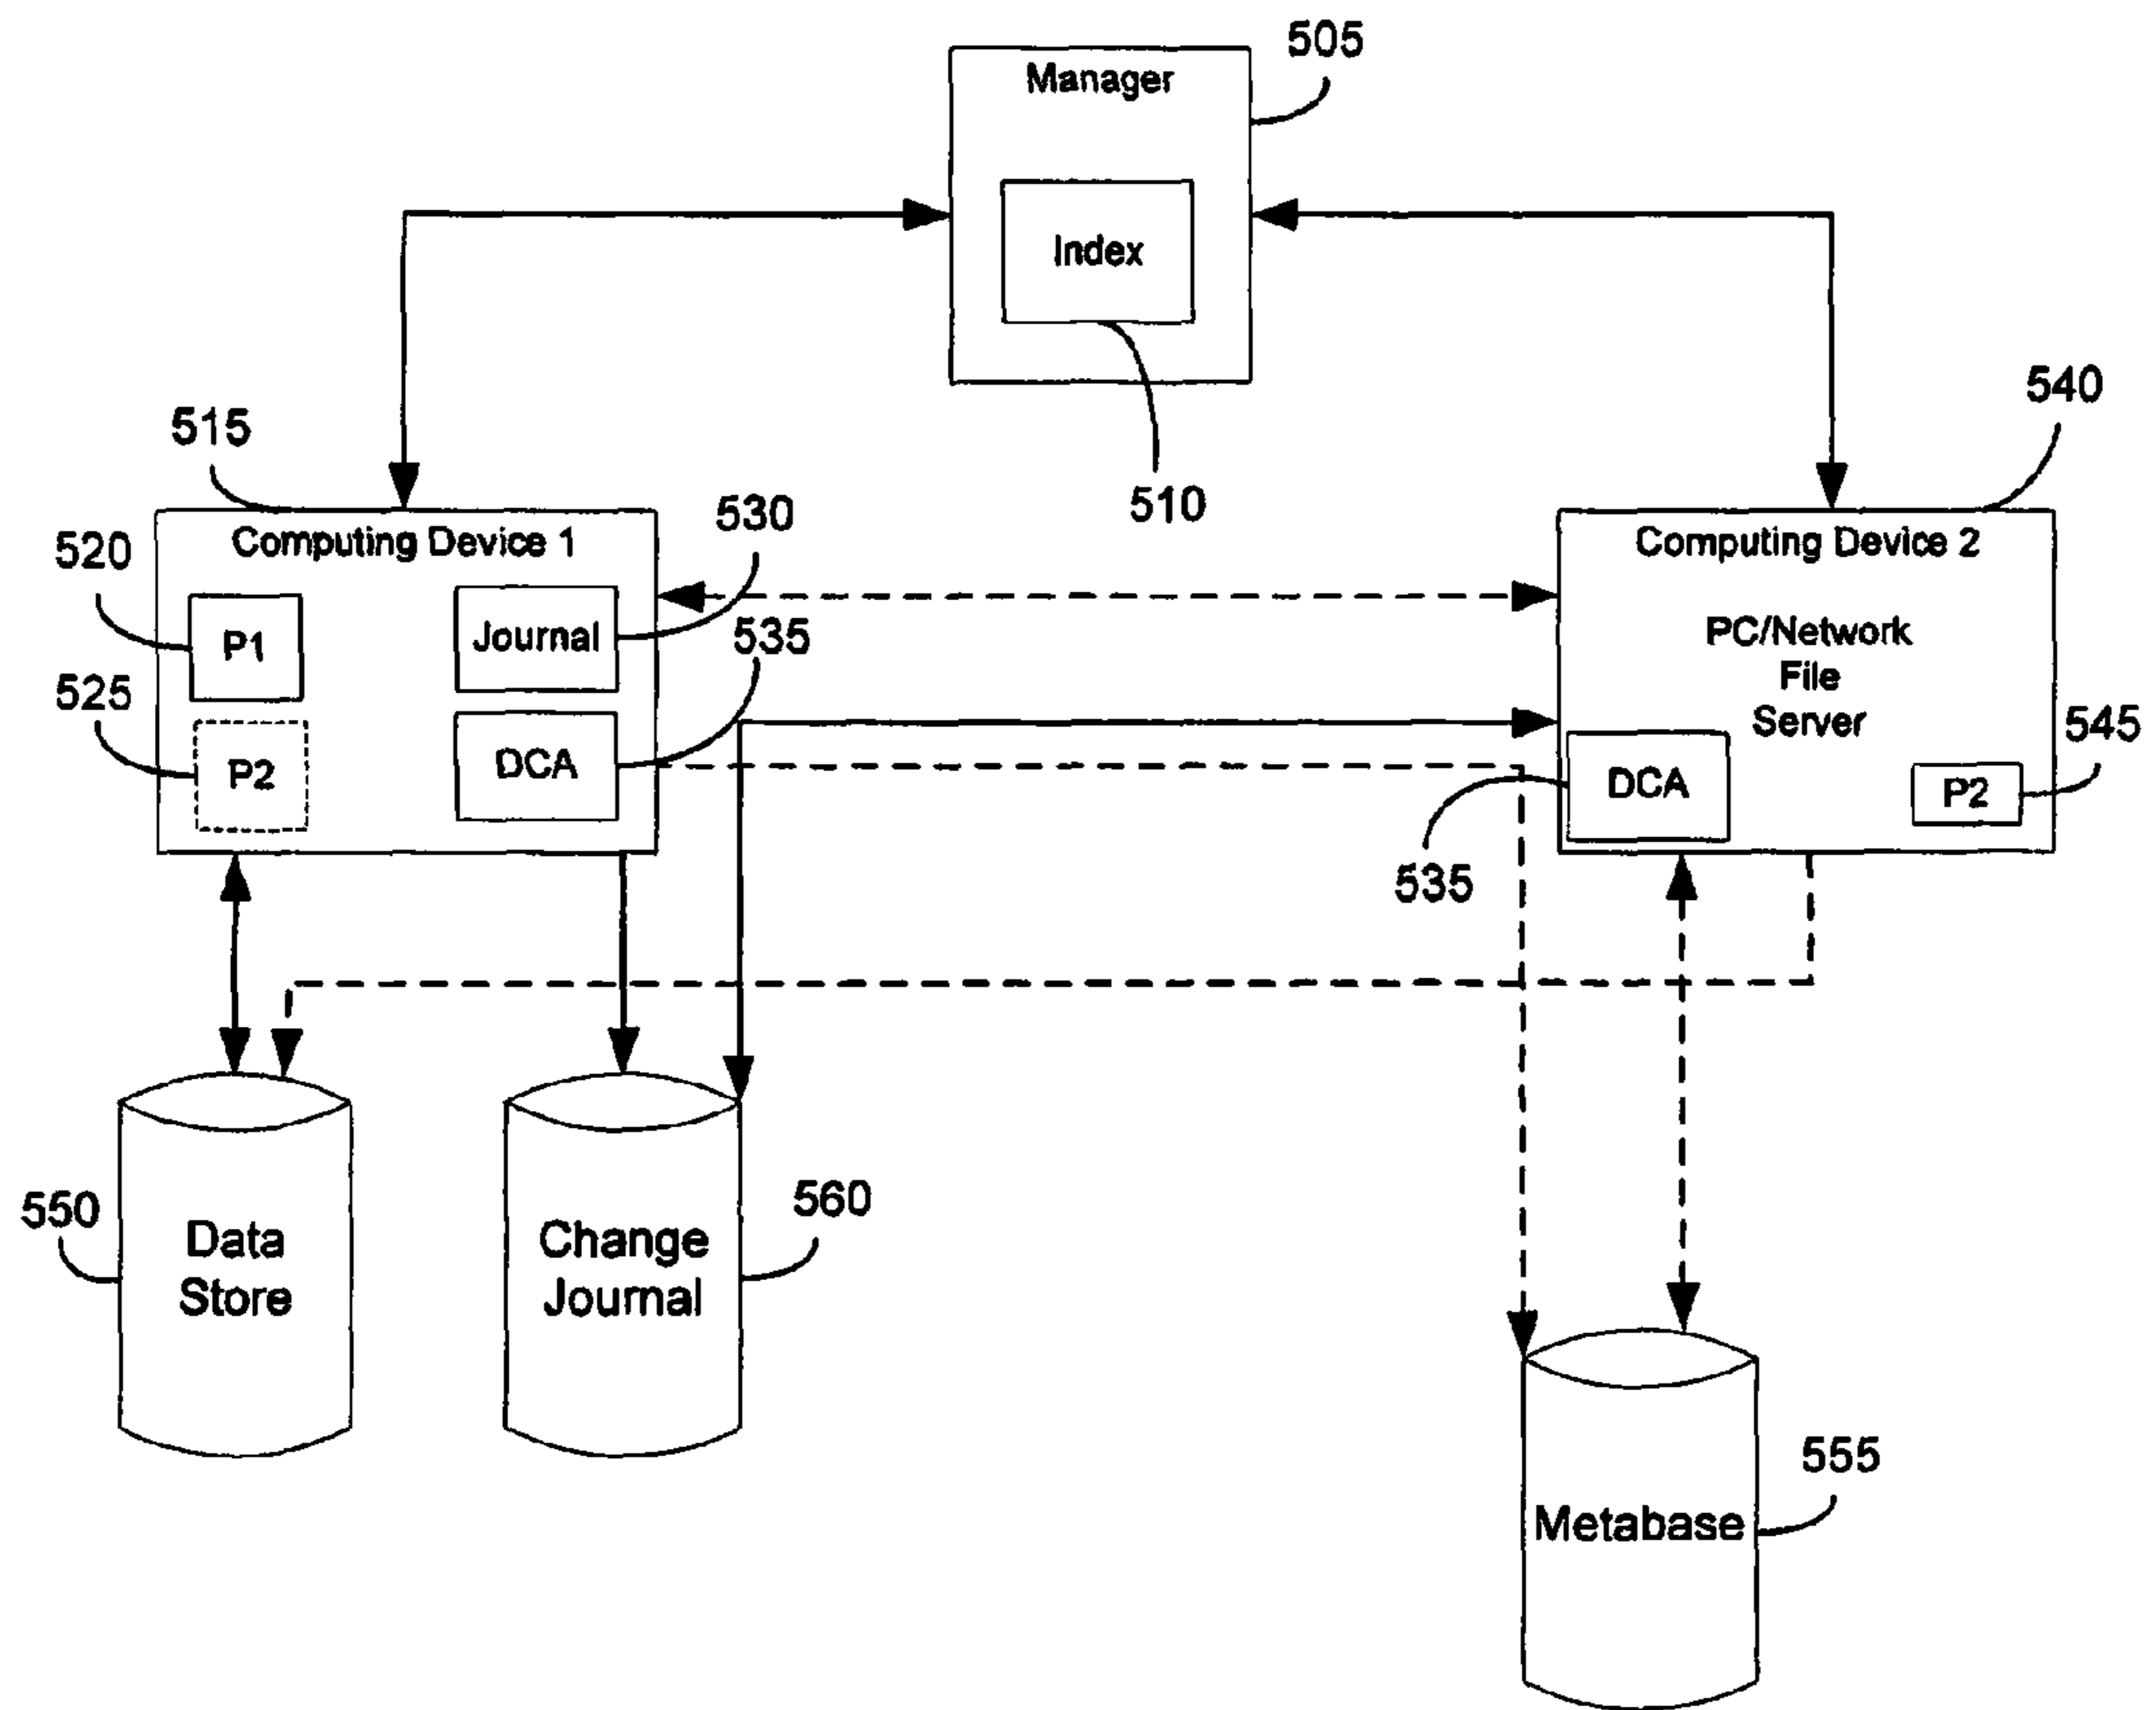 505
Manager
Index
510
515
540
Computing Device 1
520
P1
530
Journal
525
P2
535
DCA
Computing Device 2
PC/Network
File
Server
535
DCA
545
P2
550
Data
Store
560
Change
Journal
555
Metabase